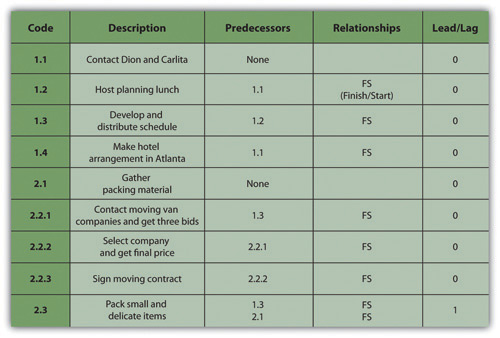 Code Description Predecessors Relationships Lead/Lag
1.1 Contact Dion and Carlita None 0
1.2 Host planning lunch 1.1 FS 0
(Finish/Start)
1.3 Develop and 1.2 FS 0
distribute schedule
1.4 Make hotel 1.1 FS 0
arrangement in Atlanta
2.1 Gather None 0
packing material
2.2.1 Contact moving van 1.3 FS 0
companies and get three bids
2.2.2 Select company 2.2.1 FS 0
and get final price
2.2.3 Sign moving contract 2.2.2 FS 0
2.3 Pack small and 1.3 FS 1
delicate items 2.1 FS